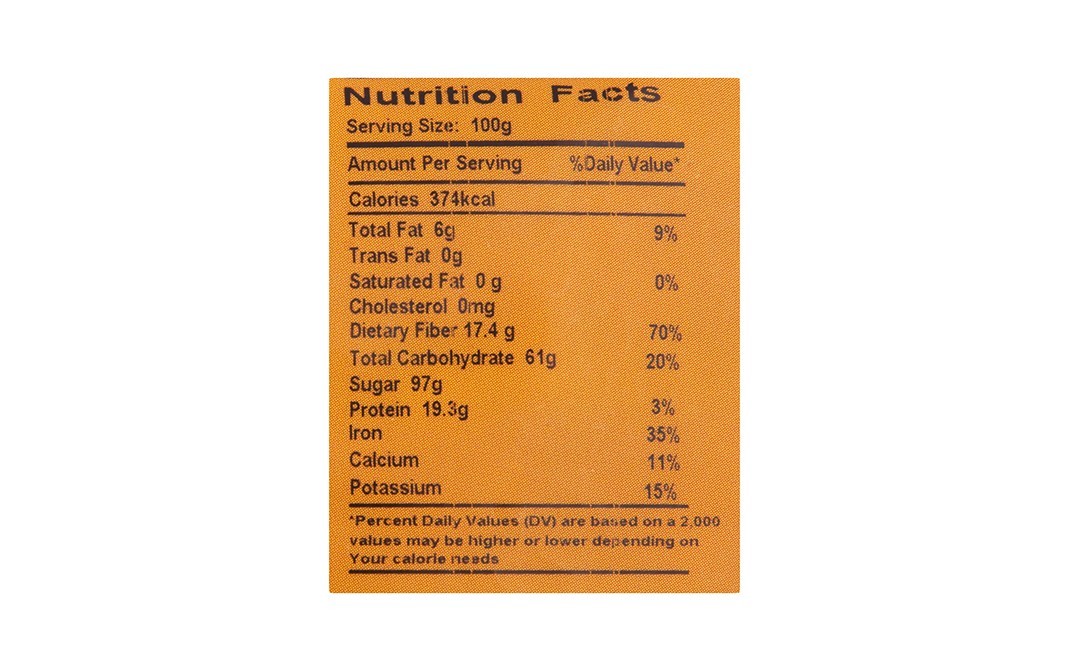 Nutrition Facts
Serving Size: 100g
Amount Per Serving %Daily Value*
Calories 374kcal
Total Fat 6g 9%
Trans Fat 0g
Saturated Fat 0 g 0%
Cholesterol 0mg
Dietary Fiber 17.4 g 70%
Total Carbohydrate 61g 20%
Sugar 97g
Protein 19.3g 3%
Iron 35%
Calcium 11%
Potassium 15%
*Percent Daily Values (DV) are based on a 2,000
values may be higher or lower depending on
Your calorie needs